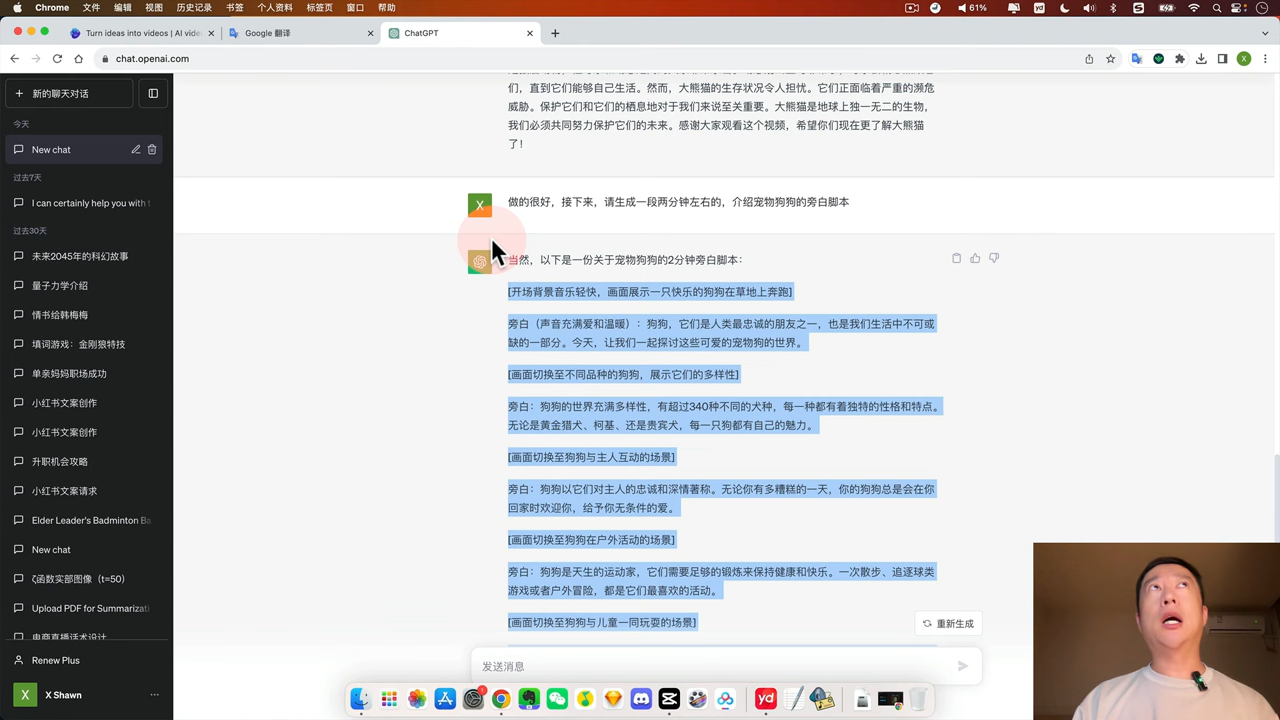 Chrome 文件 编辑 视图 历史记录 书签 个人资料 标签页 窗口 帮助 yd S 61%
Turn ideas into videos | AI vide
Google 翻译
ChatGPT
chat.openai.com
X
新的聊天对话
今天
New chat
过去7天
I can certainly help you with
过去30天
未来2045年的科幻故事
量子力学介绍
情书给韩梅梅
填词游戏：金刚狼特技
单亲妈妈职场成功
小红书文案创作
小红书文案创作
升职机会攻略
小红书文案请求
Elder Leader's Badminton Ba
New chat
ζ函数实部图像（t=50）
Upload PDF for Summarizati
电商直播话术设计
Renew Plus
X X Shawn
们，直到它们能够自己生活。然而，大熊猫的生存状况令人担忧。它们正面临着严重的濒危
威胁。保护它们和它们的栖息地对于我们来说至关重要。大熊猫是地球上独一无二的生物，
我们必须共同努力保护它们的未来。感谢大家观看这个视频，希望你们现在更了解大熊猫
了！
X
做的很好，接下来，请生成一段两分钟左右的，介绍宠物狗狗的旁白脚本
当然，以下是一份关于宠物狗狗的2分钟旁白脚本：
[开场背景音乐轻快，画面展示一只快乐的狗狗在草地上奔跑]
旁白（声音充满爱和温暖）：狗狗，它们是人类最忠诚的朋友之一，也是我们生活中不可或
缺的一部分。今天，让我们一起探讨这些可爱的宠物狗的世界。
[画面切换至不同品种的狗狗，展示它们的多样性]
旁白：狗狗的世界充满多样性，有超过340种不同的犬种，每一种都有着独特的性格和特点。
无论是黄金猎犬、柯基、还是贵宾犬，每一只狗都有自己的魅力。
[画面切换至狗狗与主人互动的场景]
旁白：狗狗以它们对主人的忠诚和深情著称。无论你有多糟糕的一天，你的狗狗总是会在你
回家时欢迎你，给予你无条件的爱。
[画面切换至狗狗在户外活动的场景]
旁白：狗狗是天生的运动家，它们需要足够的锻炼来保持健康和快乐。一次散步、追逐球类
游戏或者户外冒险，都是它们最喜欢的活动。
[画面切换至狗狗与儿童一同玩耍的场景]
重新生成
发送消息
yd